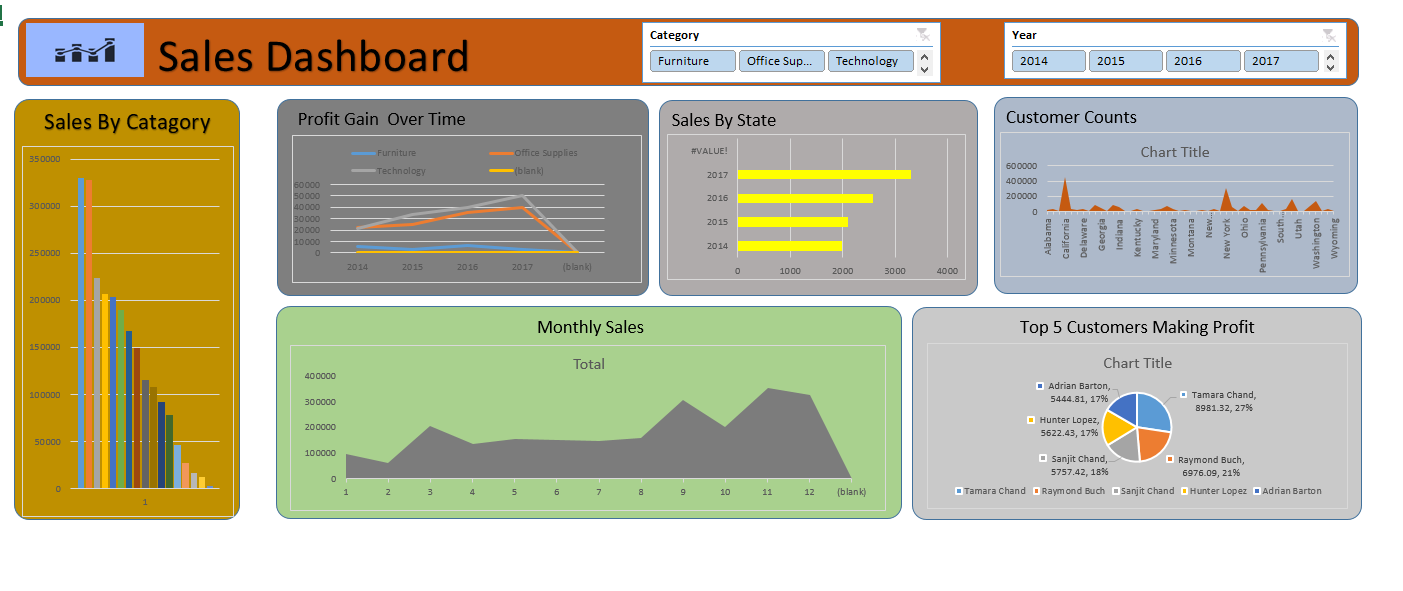 Sales Dashboard
Category
Furniture
Office Sup...
Technology
Year
2014
2015
2016
2017
Sales By Catagory
350000
300000
250000
200000
150000
100000
50000
0
1
Profit Gain Over Time
Furniture
Office Supplies
Technology
(blank)
60000
50000
40000
30000
20000
10000
0
2014
2015
2016
2017
(blank)
Sales By State
#VALUE!
2017
2016
2015
2014
0
1000
2000
3000
4000
Customer Counts
Chart Title
600000
400000
200000
0
Alabama
California
Delaware
Georgia
Indiana
Kentucky
Maryland
Minnesota
Montana
New...
New York
Ohio
Pennsylvania
South...
Utah
Washington
Wyoming
Monthly Sales
Total
400000
300000
200000
100000
0
1
2
3
4
5
6
7
8
9
10
11
12
(blank)
Top 5 Customers Making Profit
Chart Title
Adrian Barton,
5444.81, 17%
Tamara Chand,
8981.32, 27%
Hunter Lopez,
5622.43, 17%
Sanjit Chand,
5757.42, 18%
Raymond Buch,
6976.09, 21%
Tamara Chand
Raymond Buch
Sanjit Chand
Hunter Lopez
Adrian Barton